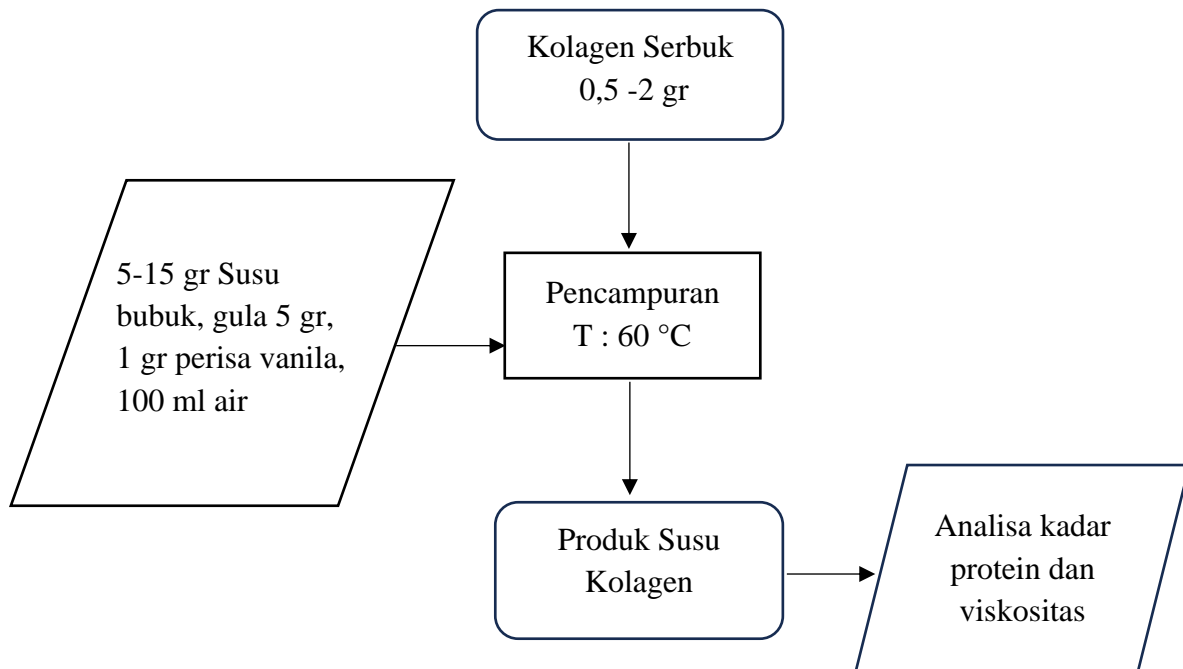 Kolagen Serbuk
0,5 -2 gr
5-15 gr Susu
bubuk, gula 5 gr,
1 gr perisa vanila,
100 ml air
Pencampuran
T : 60 °C
Produk Susu
Kolagen
Analisa kadar
protein dan
viskositas